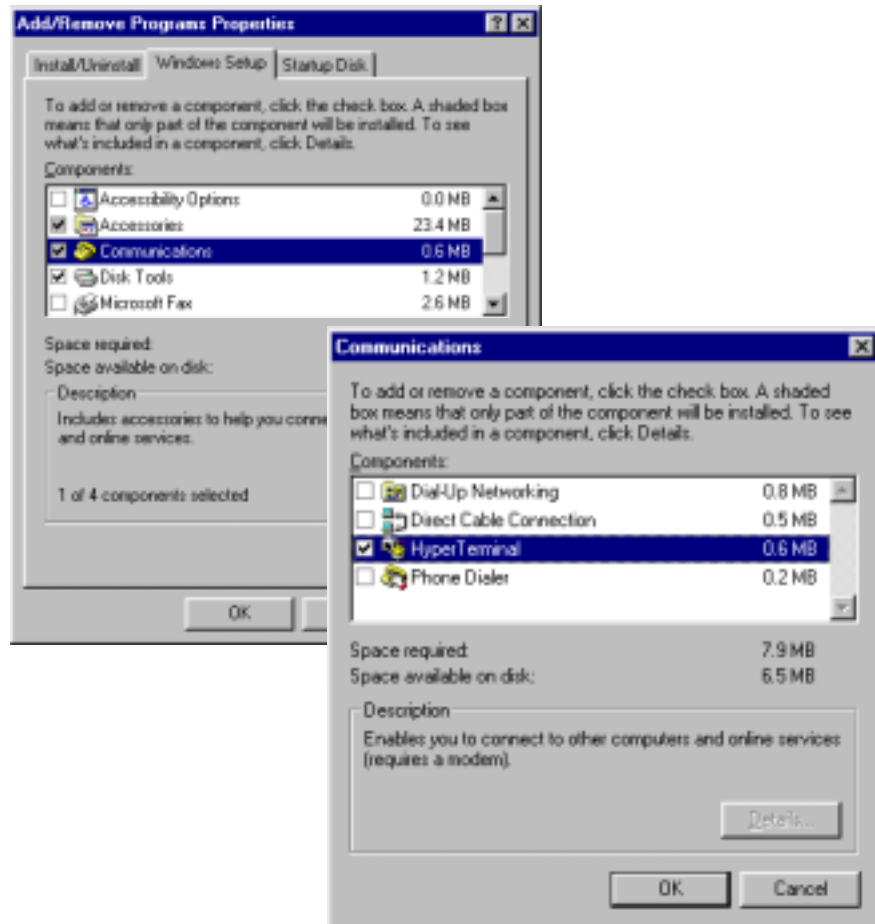 Add/Remove Programs Properties
Install/Uninstall Windows Setup Startup Disk
To add or remove a component, click the check box. A shaded box
means that only part of the component will be installed. To see
what's included in a component, click Details.
Components:
Accessibility Options 0.0 MB
Accessories 23.4 MB
Communications 0.6 MB
Disk Tools 1.2 MB
Microsoft Fax 2.6 MB
Space required:
Space available on disk:
Description
Includes accessories to help you conne
and online services.
1 of 4 components selected
OK
Communications
To add or remove a component, click the check box. A shaded
box means that only part of the component will be installed. To see
what's included in a component, click Details.
Components:
Dial-Up Networking 0.8 MB
Direct Cable Connection 0.5 MB
HyperTerminal 0.6 MB
Phone Dialer 0.2 MB
Space required: 7.9 MB
Space available on disk: 6.5 MB
Description
Enables you to connect to other computers and online services
(requires a modem).
Details...
OK Cancel